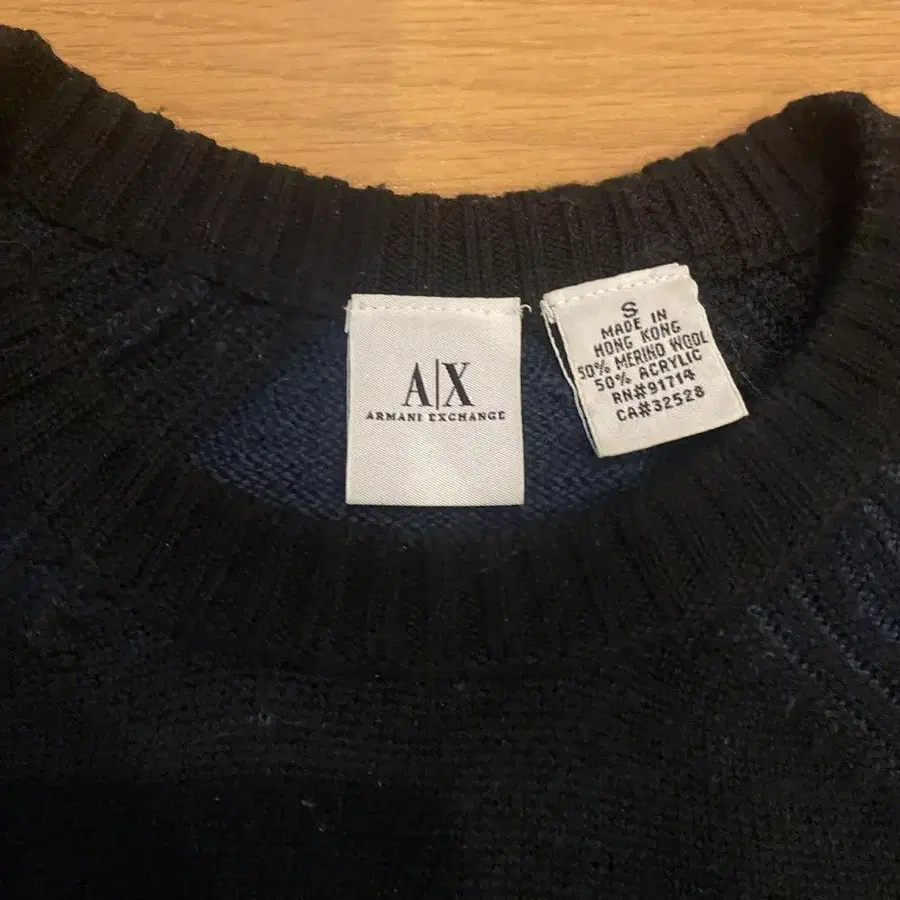 A|X
ARMANI EXCHANGE
S
MADE IN
HONG KONG
50% MERINO WOOL
50% ACRYLIC
RN#91714
CA#32528